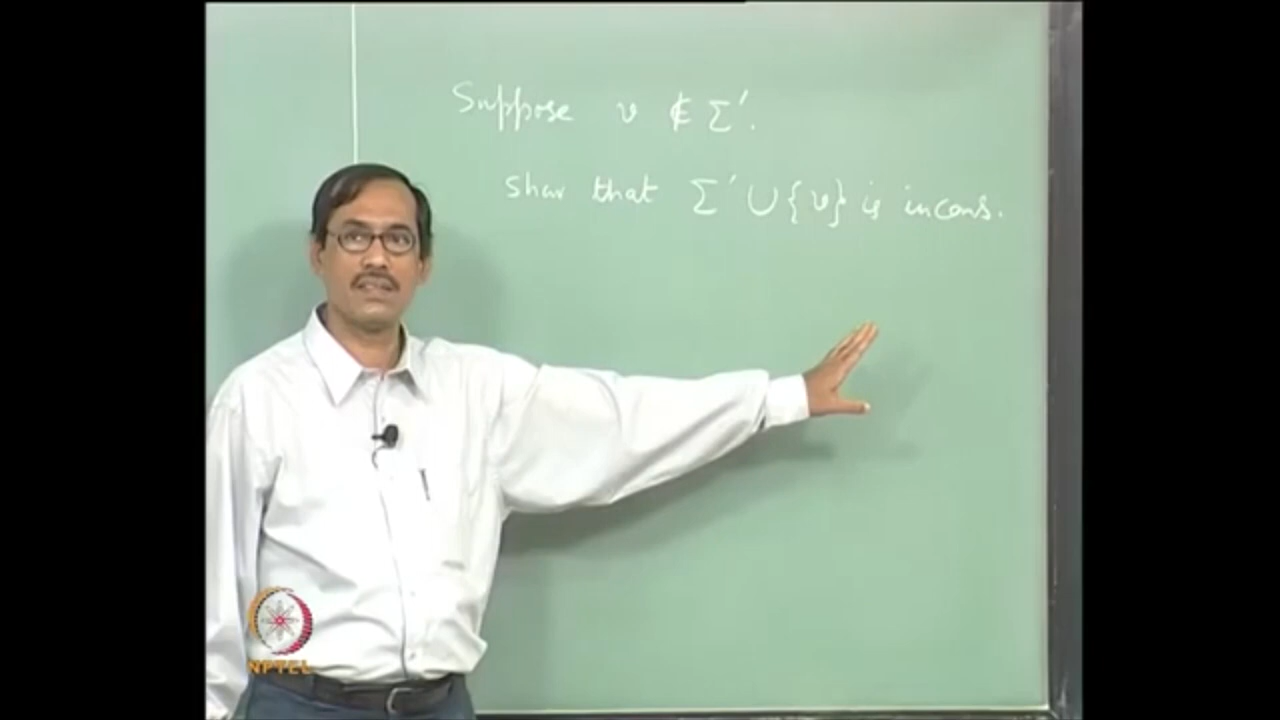 Suppose v ∉ Σ'.
Show that Σ' ∪ {v} is incons.
NPTEL